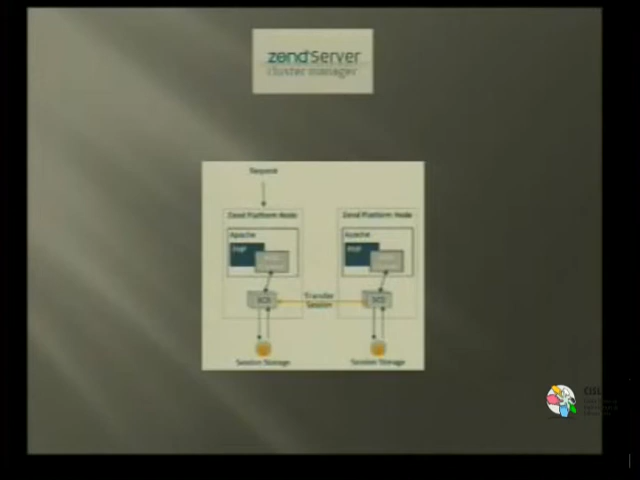 zend Server
cluster manager
Request
Zend Platform Node
Zend Platform Node
Apache
Apache
PHP
PHP
SCD
SCD
Transfer
Session
Session Storage
Session Storage